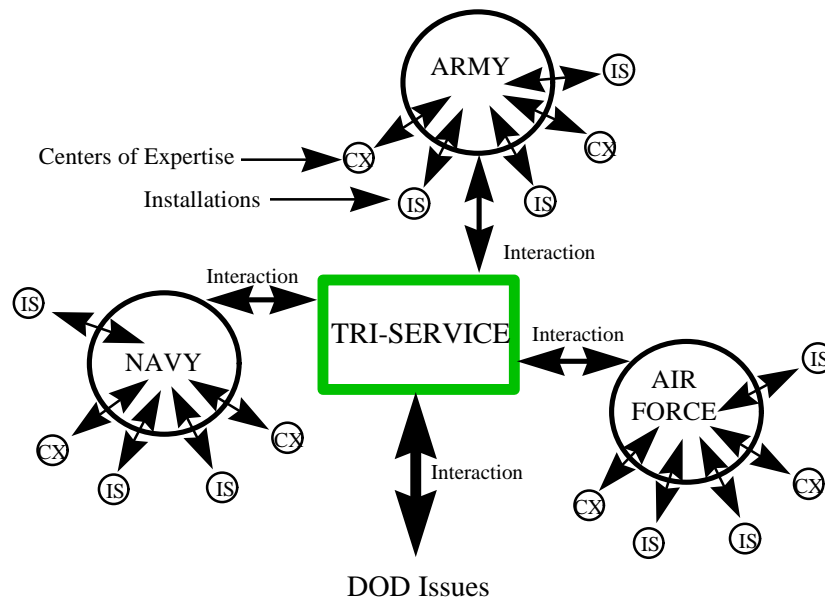 ARMY
IS
CX
Centers of Expertise
CX
Installations
IS
IS
Interaction
Interaction
IS
TRI-SERVICE
Interaction
NAVY
IS
AIR
FORCE
CX
CX
IS
IS
Interaction
CX
CX
IS
IS
DOD Issues